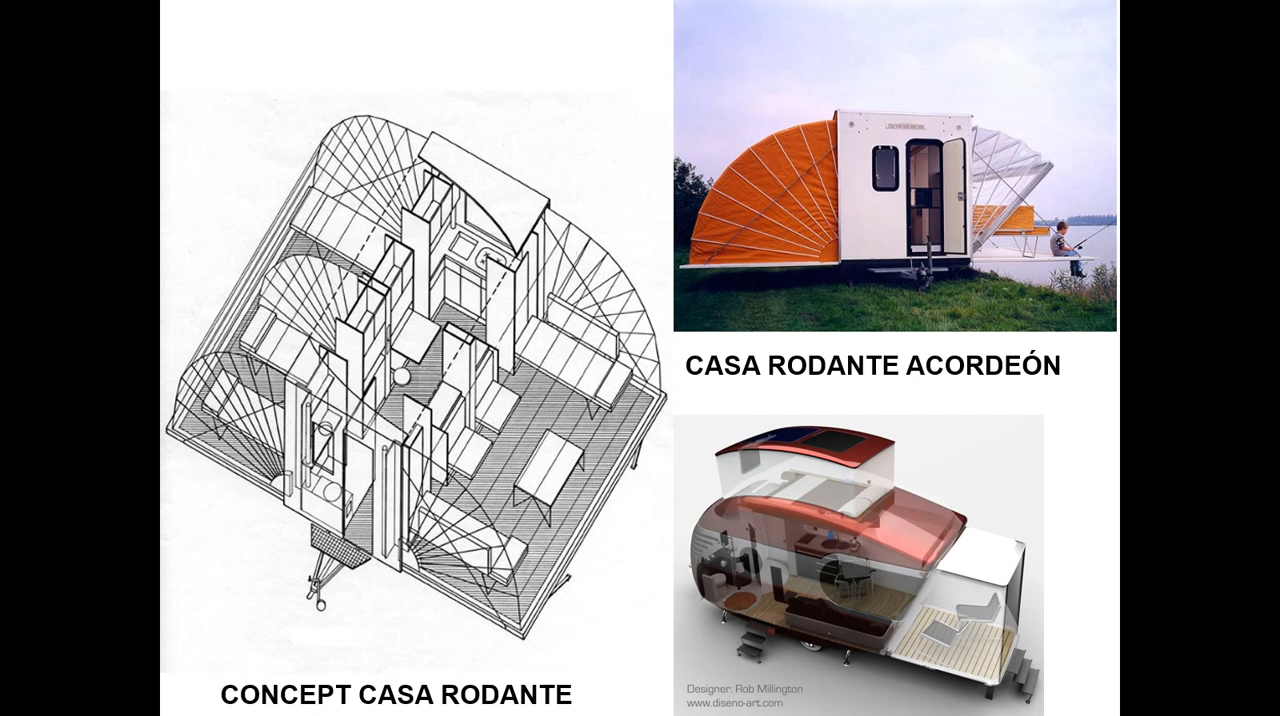 CASA RODANTE ACORDEÓN
Designer: Rob Millington
www.diseno-art.com
CONCEPT CASA RODANTE